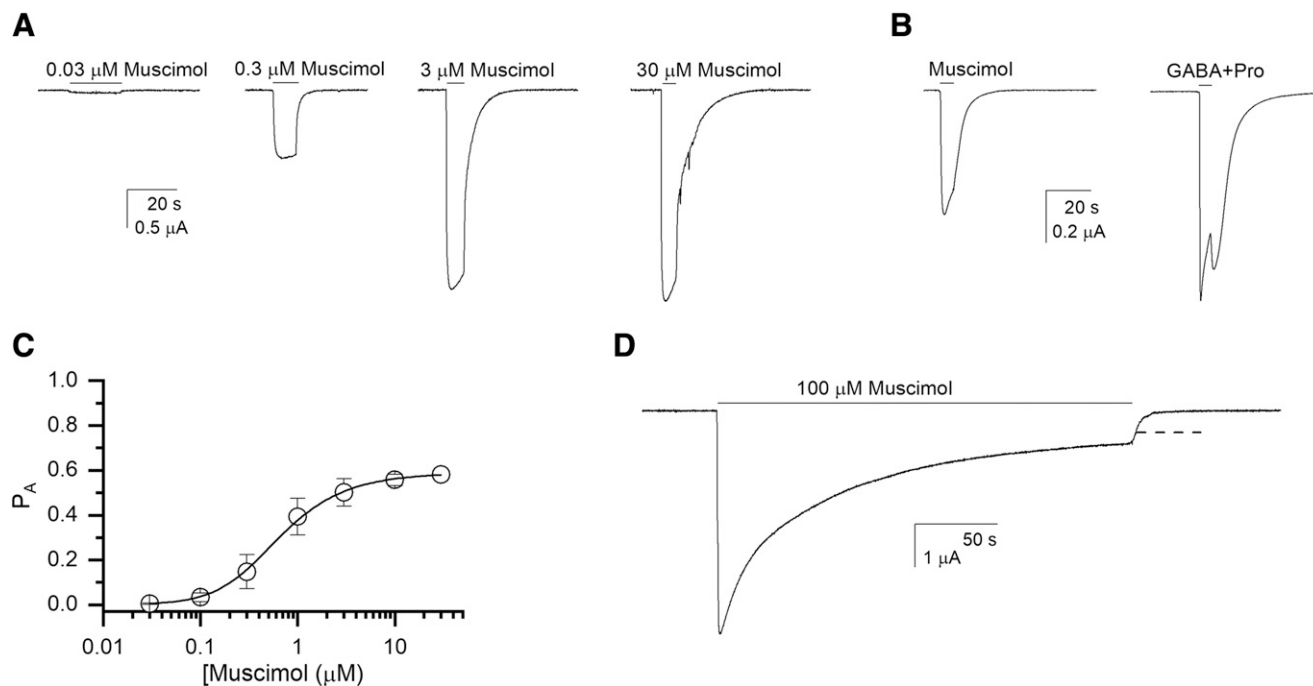 A
0.03 μM Muscimol
0.3 μM Muscimol
3 μM Muscimol
30 μM Muscimol
20 s
0.5 μA
B
Muscimol
GABA+Pro
20 s
0.2 μA
C
1.0
0.8
0.6
0.4
0.2
0.0
PA
0.01
0.1
1
10
[Muscimol (μM)
D
100 μM Muscimol
50 s
1 μA